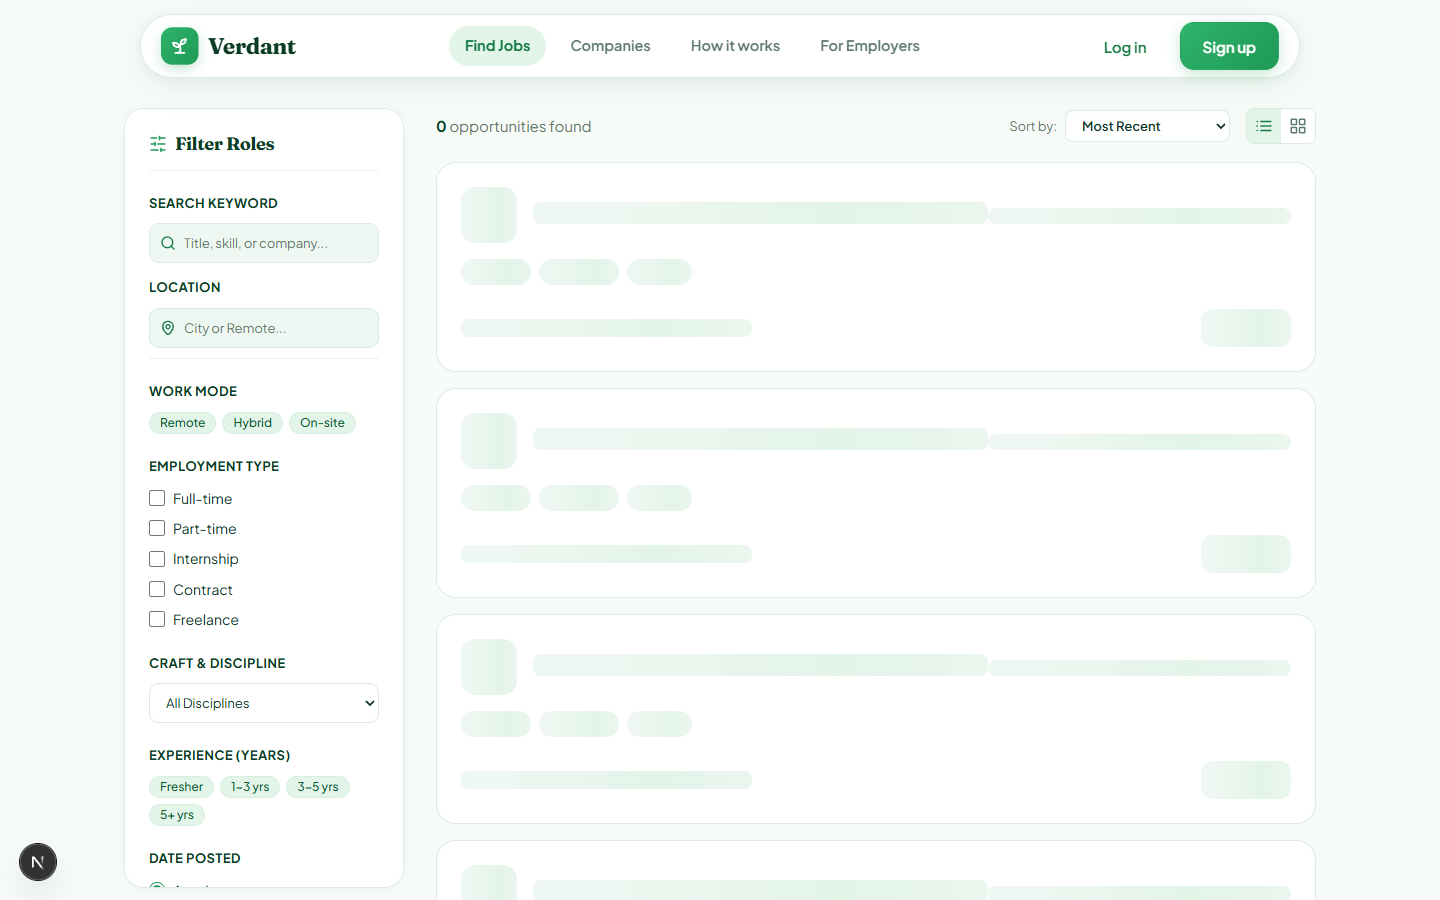 Verdant
Find Jobs
Companies
How it works
For Employers
Log in
Sign up
Filter Roles
SEARCH KEYWORD
Title, skill, or company...
LOCATION
City or Remote...
WORK MODE
Remote
Hybrid
On-site
EMPLOYMENT TYPE
Full-time
Part-time
Internship
Contract
Freelance
CRAFT & DISCIPLINE
All Disciplines
EXPERIENCE (YEARS)
Fresher
1–3 yrs
3–5 yrs
5+ yrs
DATE POSTED
0 opportunities found
Sort by:
Most Recent
N